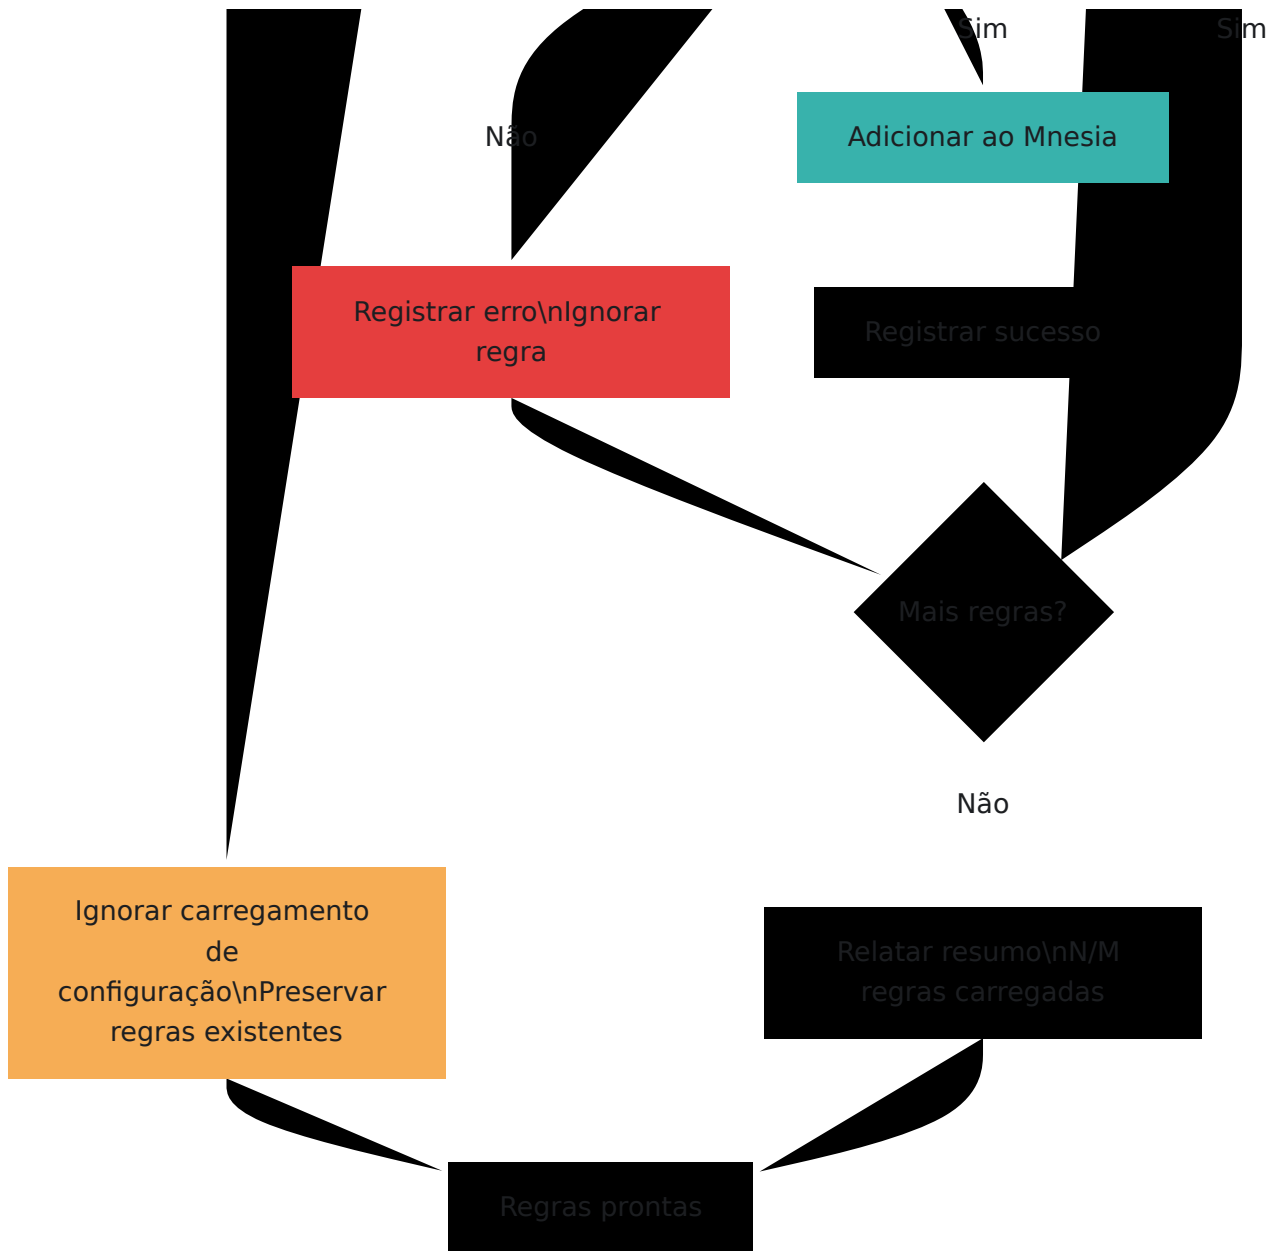 Sim
Sim
Não
Adicionar ao Mnesia
Registrar erro\nIgnorar
regra
Registrar sucesso
Mais regras?
Não
Ignorar carregamento
de
configuração\nPreservar
regras existentes
Relatar resumo\nN/M
regras carregadas
Regras prontas